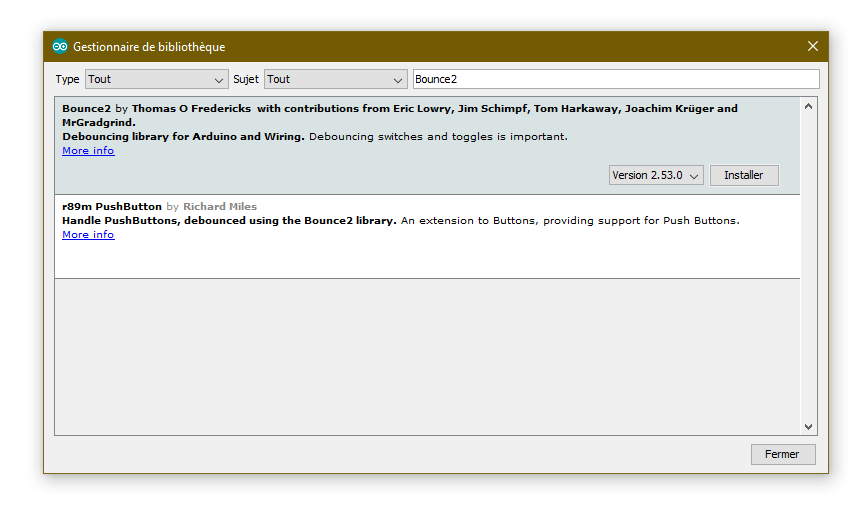 Gestionnaire de bibliothèque
Type Tout Sujet Tout Bounce2
Bounce2 by Thomas O Fredericks with contributions from Eric Lowry, Jim Schimpf, Tom Harkaway, Joachim Krüger and
MrGradgrind.
Debouncing library for Arduino and Wiring. Debouncing switches and toggles is important.
More info
Version 2.53.0 Installer
r89m PushButton by Richard Miles
Handle PushButtons, debounced using the Bounce2 library. An extension to Buttons, providing support for Push Buttons.
More info
Fermer